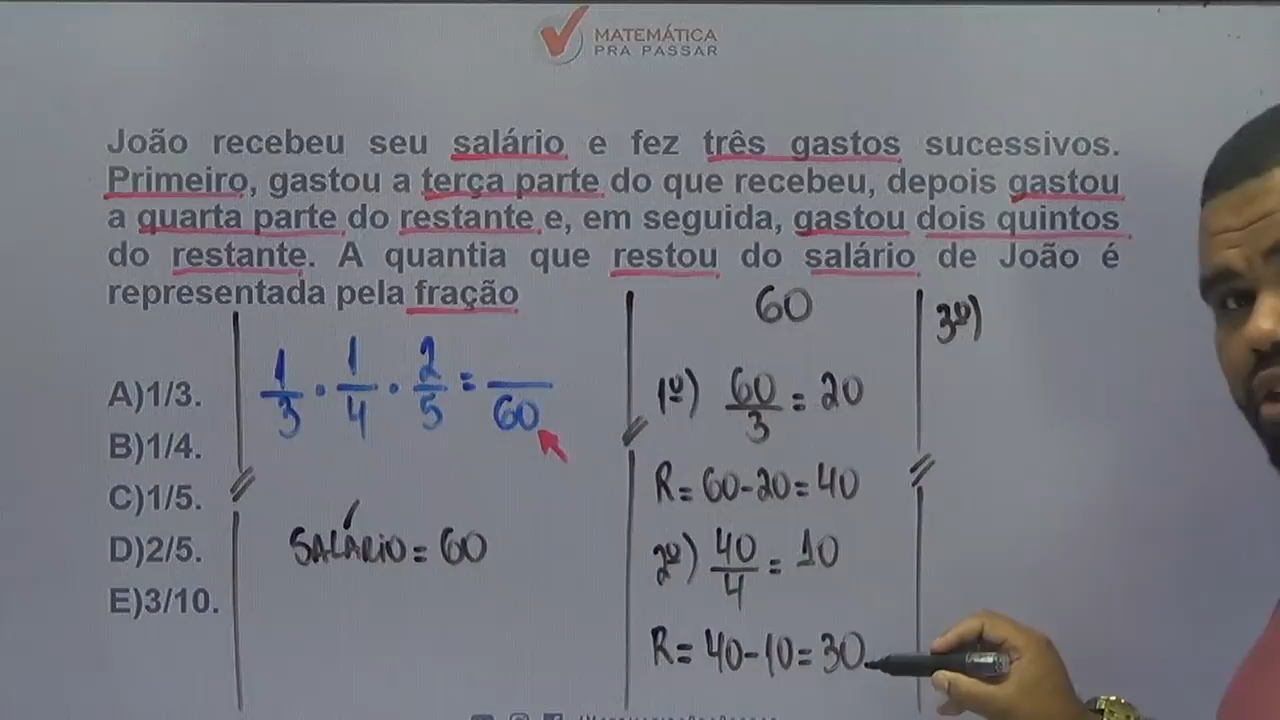 MATEMÁTICA
PRA PASSAR
João recebeu seu salário e fez três gastos sucessivos.
Primeiro, gastou a terça parte do que recebeu, depois gastou
a quarta parte do restante e, em seguida, gastou dois quintos
do restante. A quantia que restou do salário de João é
representada pela fração
A)1/3.
B)1/4.
C)1/5.
D)2/5.
E)3/10.
1/3 · 1/4 · 2/5 = /60
SALÁRIO = 60
60
1º) 60/3 = 20
R = 60-20 = 40
2º) 40/4 = 10
R = 40-10 = 30
3º)